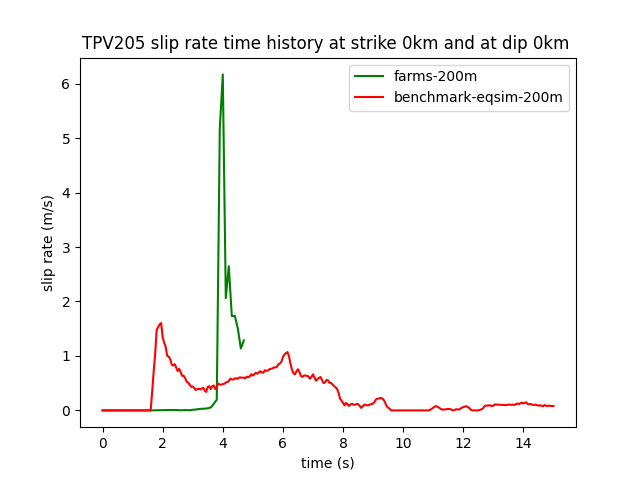 TPV205 slip rate time history at strike 0km and at dip 0km
farms-200m
benchmark-eqsim-200m
slip rate (m/s)
6
5
4
3
2
1
0
0 2 4 6 8 10 12 14
time (s)